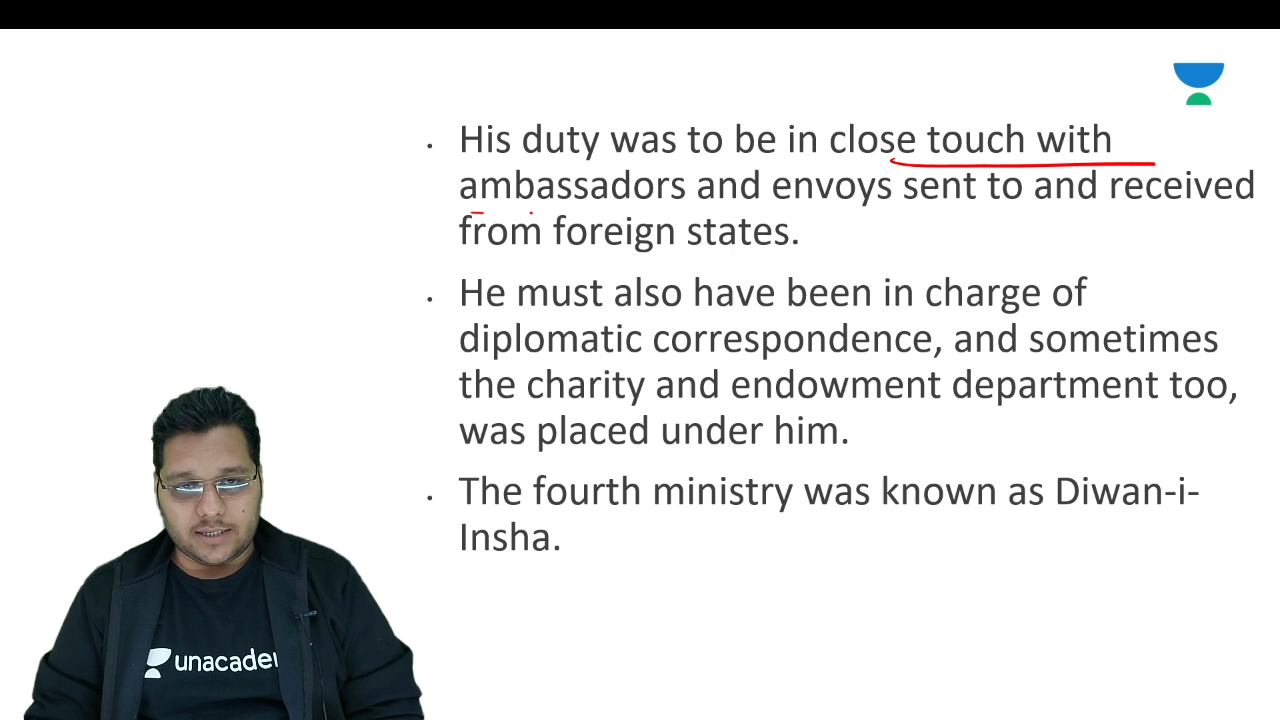 • His duty was to be in close touch with
ambassadors and envoys sent to and received
from foreign states.
• He must also have been in charge of
diplomatic correspondence, and sometimes
the charity and endowment department too,
was placed under him.
• The fourth ministry was known as Diwan-i-
Insha.
unacade